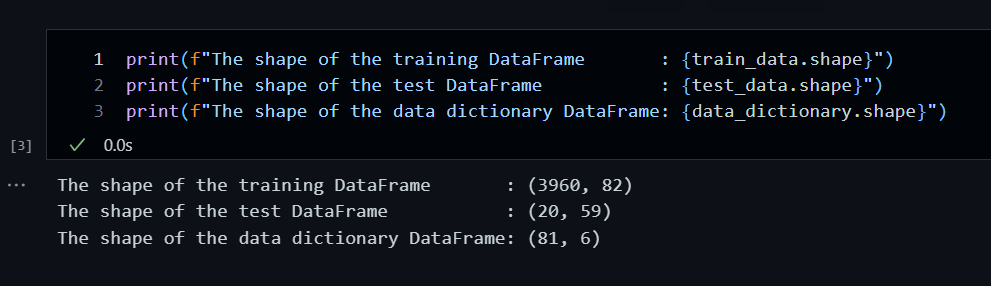 1 print(f"The shape of the training DataFrame       : {train_data.shape}")
2 print(f"The shape of the test DataFrame           : {test_data.shape}")
3 print(f"The shape of the data dictionary DataFrame: {data_dictionary.shape}")
[3] ✓ 0.0s
... The shape of the training DataFrame       : (3960, 82)
The shape of the test DataFrame           : (20, 59)
The shape of the data dictionary DataFrame: (81, 6)